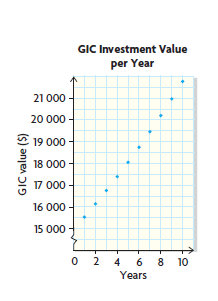 GIC Investment Value
per Year
GIC value ($)
21 000
20 000
19 000
18 000
17 000
16 000
15 000
0 2 4 6 8 10
Years